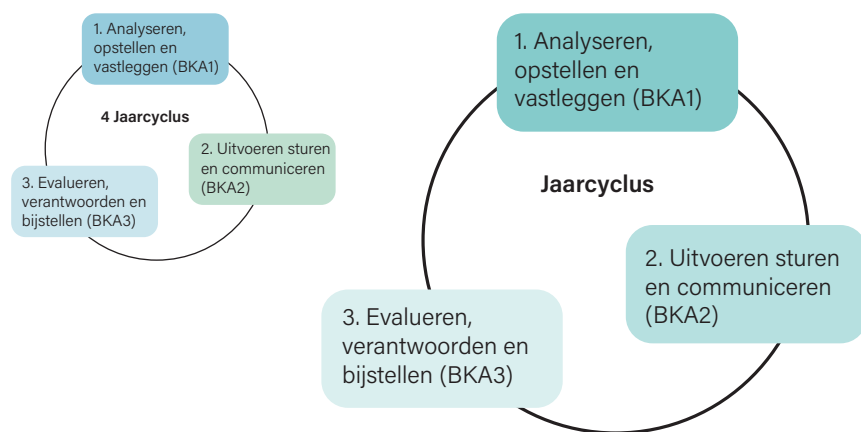 1. Analyseren,
opstellen en
vastleggen (BKA1)
4 Jaarcyclus
2. Uitvoeren sturen
en communiceren
(BKA2)
3. Evalueren,
verantwoorden en
bijstellen (BKA3)
1. Analyseren,
opstellen en
vastleggen (BKA1)
Jaarcyclus
2. Uitvoeren sturen
en communiceren
(BKA2)
3. Evalueren,
verantwoorden en
bijstellen (BKA3)